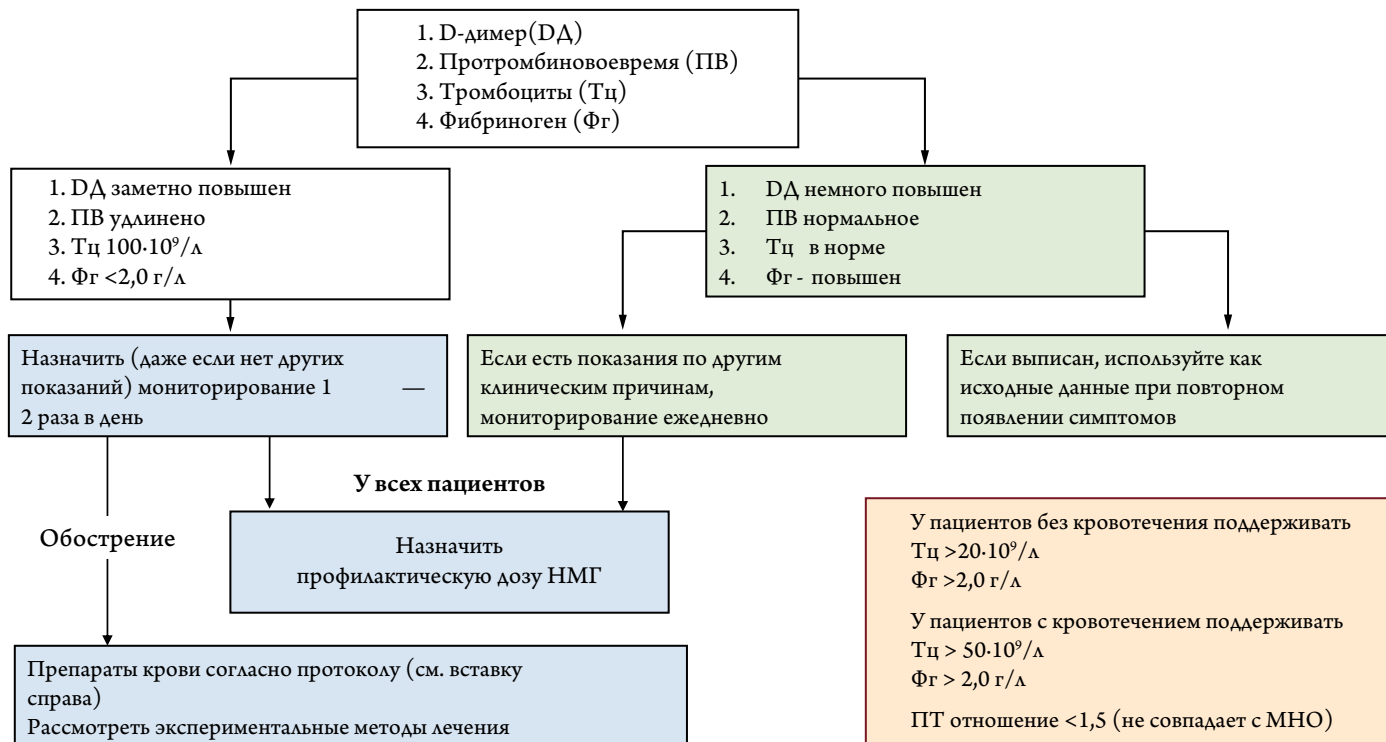 1. D-димер(DД)
2. Протромбиновоевремя (ПВ)
3. Тромбоциты (Тц)
4. Фибриноген (Фг)
1. DД заметно повышен
2. ПВ удлинено
3. Тц 100·10⁹/л
4. Фг <2,0 г/л
1. DД немного повышен
2. ПВ нормальное
3. Тц в норме
4. Фг - повышен
Назначить (даже если нет других
показаний) мониторирование 1 —
2 раза в день
Если есть показания по другим
клиническим причинам,
мониторирование ежедневно
Если выписан, используйте как
исходные данные при повторном
появлении симптомов
У всех пациентов
Обострение
Назначить
профилактическую дозу НМГ
Препараты крови согласно протоколу (см. вставку
справа)
Рассмотреть экспериментальные методы лечения
У пациентов без кровотечения поддерживать
Тц >20·10⁹/л
Фг >2,0 г/л
У пациентов с кровотечением поддерживать
Тц > 50·10⁹/л
Фг > 2,0 г/л
ПТ отношение <1,5 (не совпадает с МНО)